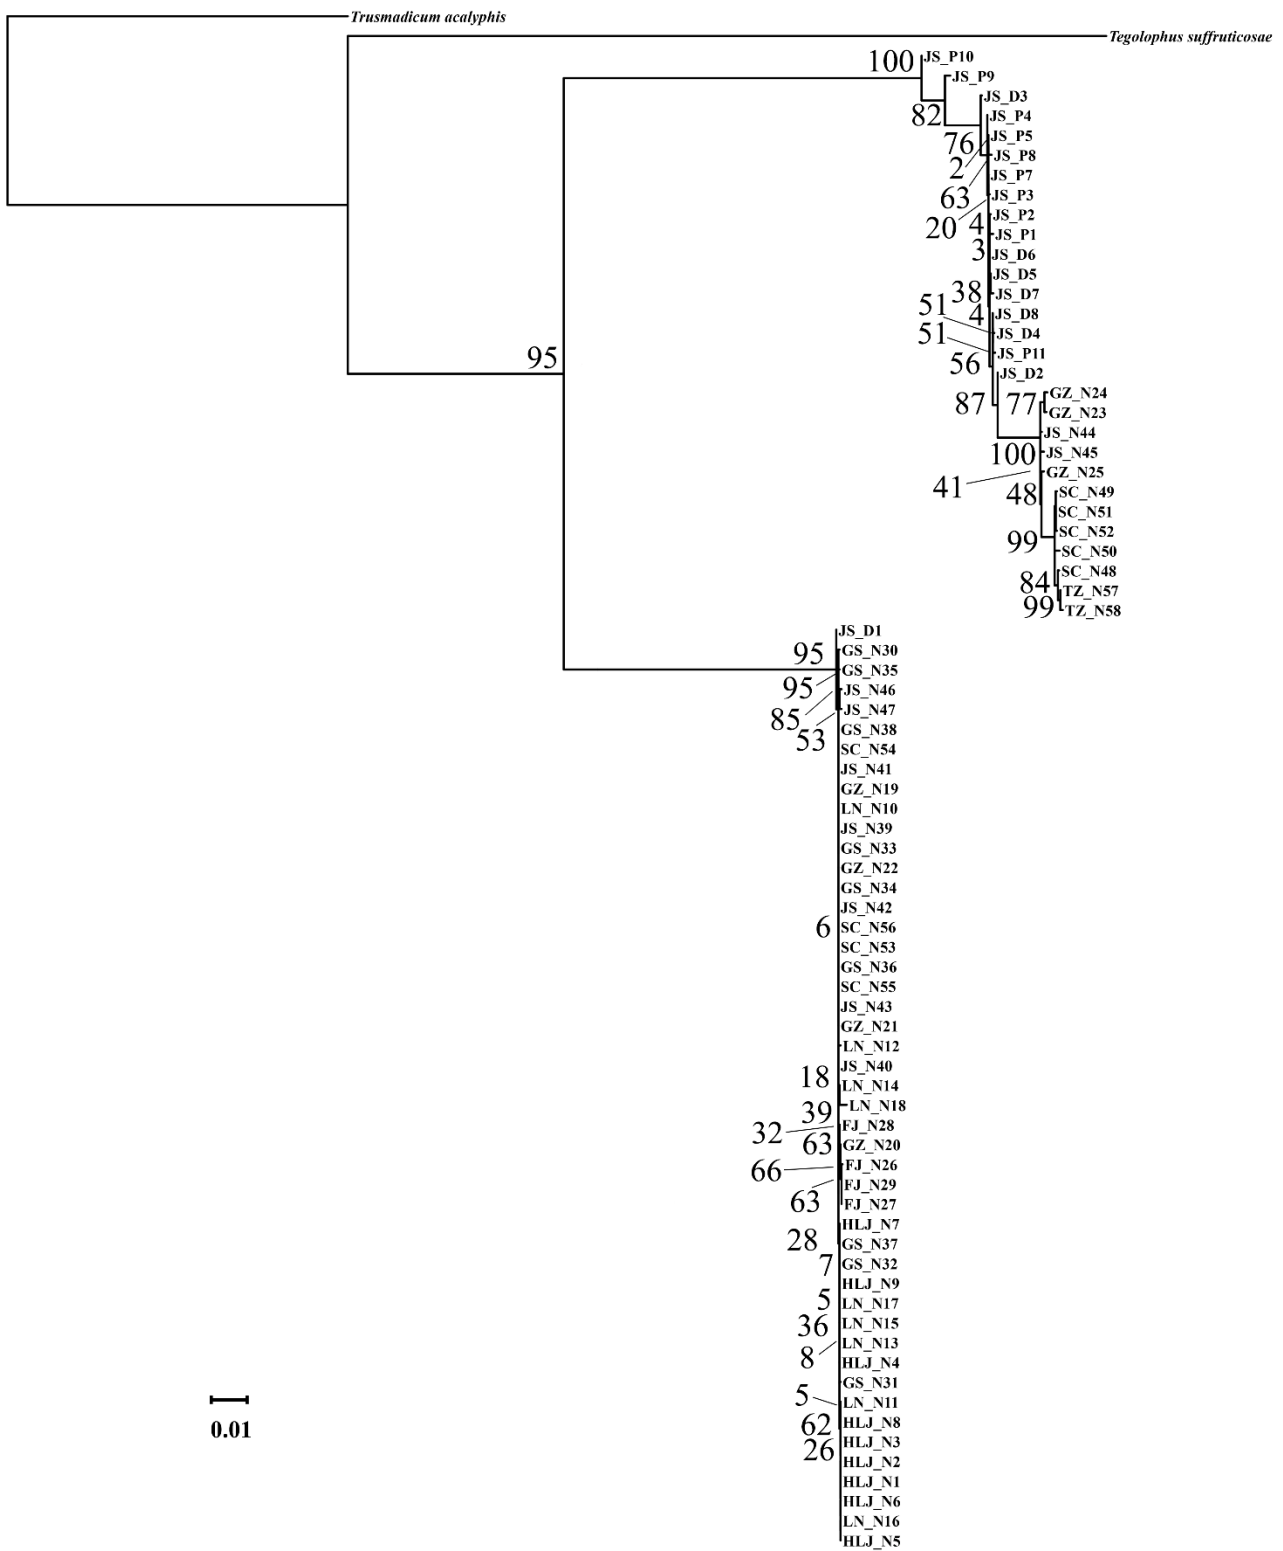 Trusmadicum acalyphis
Tegolophus suffruticosae
100
JS_P10
JS_P9
JS_D3
82
JS_P4
JS_P5
76
JS_P8
2
JS_P7
63
JS_P3
20
4
JS_P2
JS_P1
3
JS_D6
JS_D5
38
JS_D7
51
4
JS_D8
51
JS_D4
JS_P11
56
JS_D2
87
77
GZ_N24
GZ_N23
JS_N44
100
JS_N45
GZ_N25
41
48
SC_N49
SC_N51
SC_N52
99
SC_N50
SC_N48
84
TZ_N57
99
TZ_N58
95
JS_D1
95
GS_N30
GS_N35
95
JS_N46
85
JS_N47
53
GS_N38
SC_N54
JS_N41
GZ_N19
LN_N10
JS_N39
GS_N33
GZ_N22
GS_N34
JS_N42
6
SC_N56
SC_N53
GS_N36
SC_N55
JS_N43
GZ_N21
LN_N12
JS_N40
18
LN_N14
39
LN_N18
32
FJ_N28
63
GZ_N20
66
FJ_N26
FJ_N29
63
FJ_N27
HLJ_N7
28
GS_N37
7
GS_N32
HLJ_N9
5
LN_N17
36
LN_N15
LN_N13
8
HLJ_N4
GS_N31
5
LN_N11
62
HLJ_N8
26
HLJ_N3
HLJ_N2
HLJ_N1
HLJ_N6
LN_N16
HLJ_N5
0.01